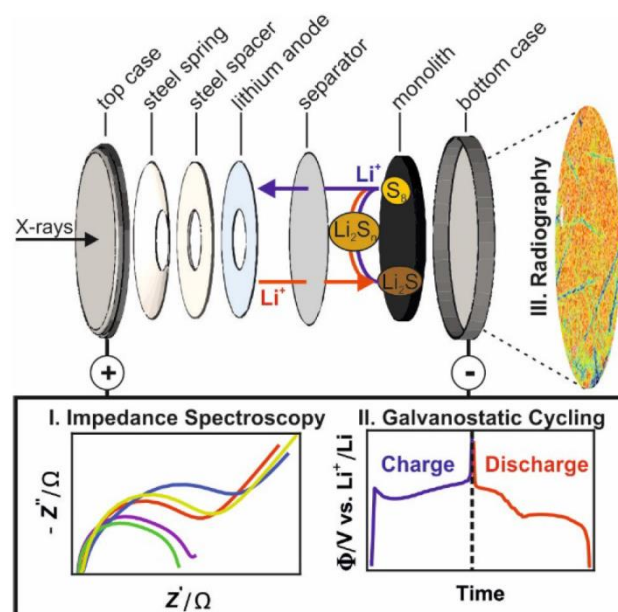 top case
steel spring
steel spacer
lithium anode
separator
monolith
bottom case
X-rays
Li⁺
S₈
Li₂Sₙ
Li₂S
Li⁺
III. Radiography
+
-
I. Impedance Spectroscopy
- Z''/Ω
Z'/Ω
II. Galvanostatic Cycling
Charge
Discharge
Φ/V vs. Li⁺/Li
Time